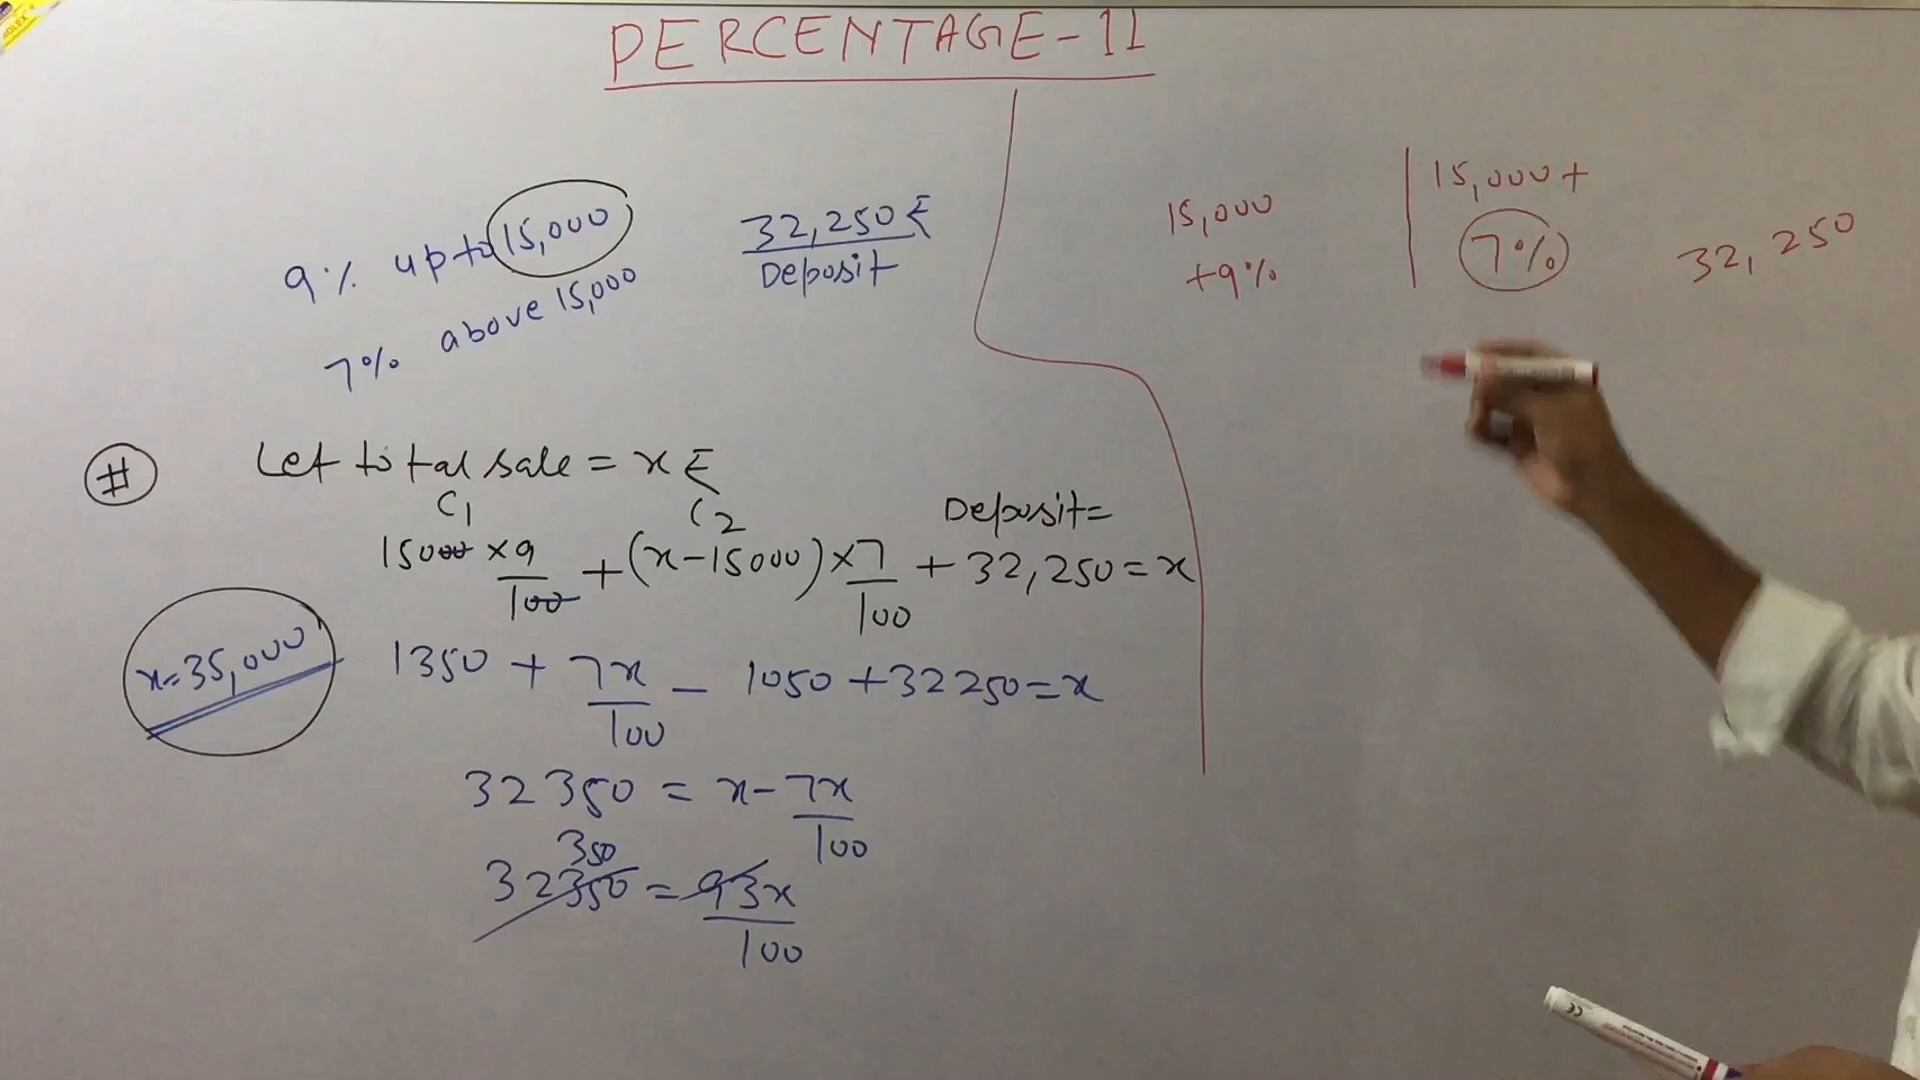 PERCENTAGE-11
9% up to 15,000
7% above 15,000
32,250 ₹
Deposit
15,000
+9%
15,000+
7%
32,250
# Let total sale = x ₹
C1
C2
Deposit=
15000 × 9/100 + (x-15000) × 7/100 + 32,250 = x
x=35,000
1350 + 7x/100 - 1050 + 32250 = x
32350 = x - 7x/100
350
32350 = 93x/100